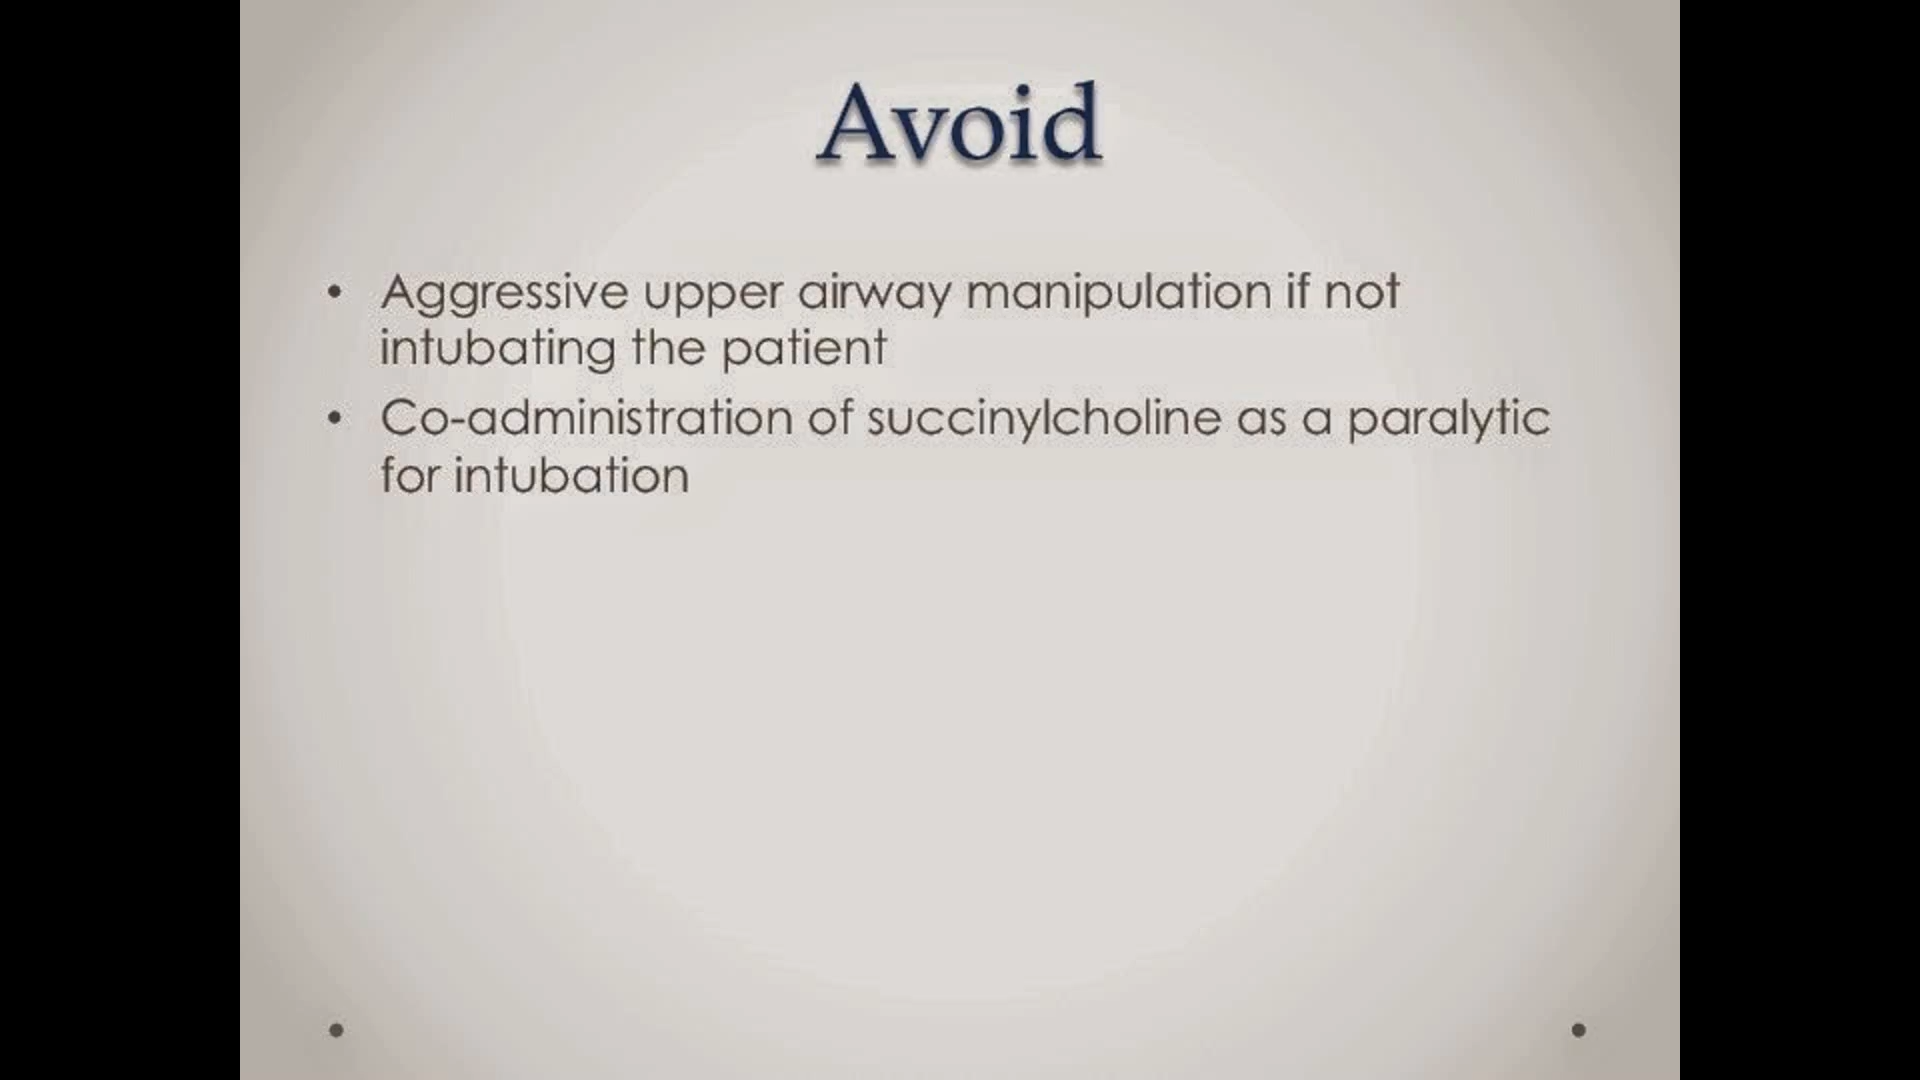 Avoid
• Aggressive upper airway manipulation if not
intubating the patient
• Co-administration of succinylcholine as a paralytic
for intubation